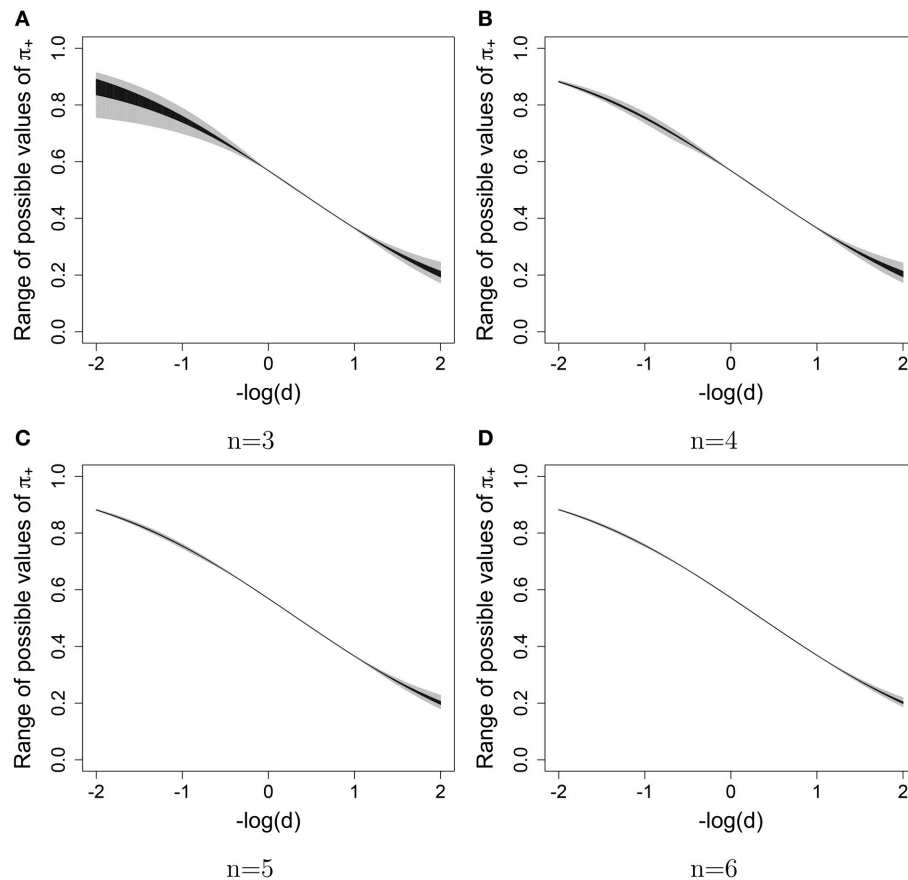 A
Range of possible values of π₊
1.0
0.8
0.6
0.4
0.2
0.0
-2 -1 0 1 2
-log(d)
n=3
B
Range of possible values of π₊
1.0
0.8
0.6
0.4
0.2
0.0
-2 -1 0 1 2
-log(d)
n=4
C
Range of possible values of π₊
1.0
0.8
0.6
0.4
0.2
0.0
-2 -1 0 1 2
-log(d)
n=5
D
Range of possible values of π₊
1.0
0.8
0.6
0.4
0.2
0.0
-2 -1 0 1 2
-log(d)
n=6